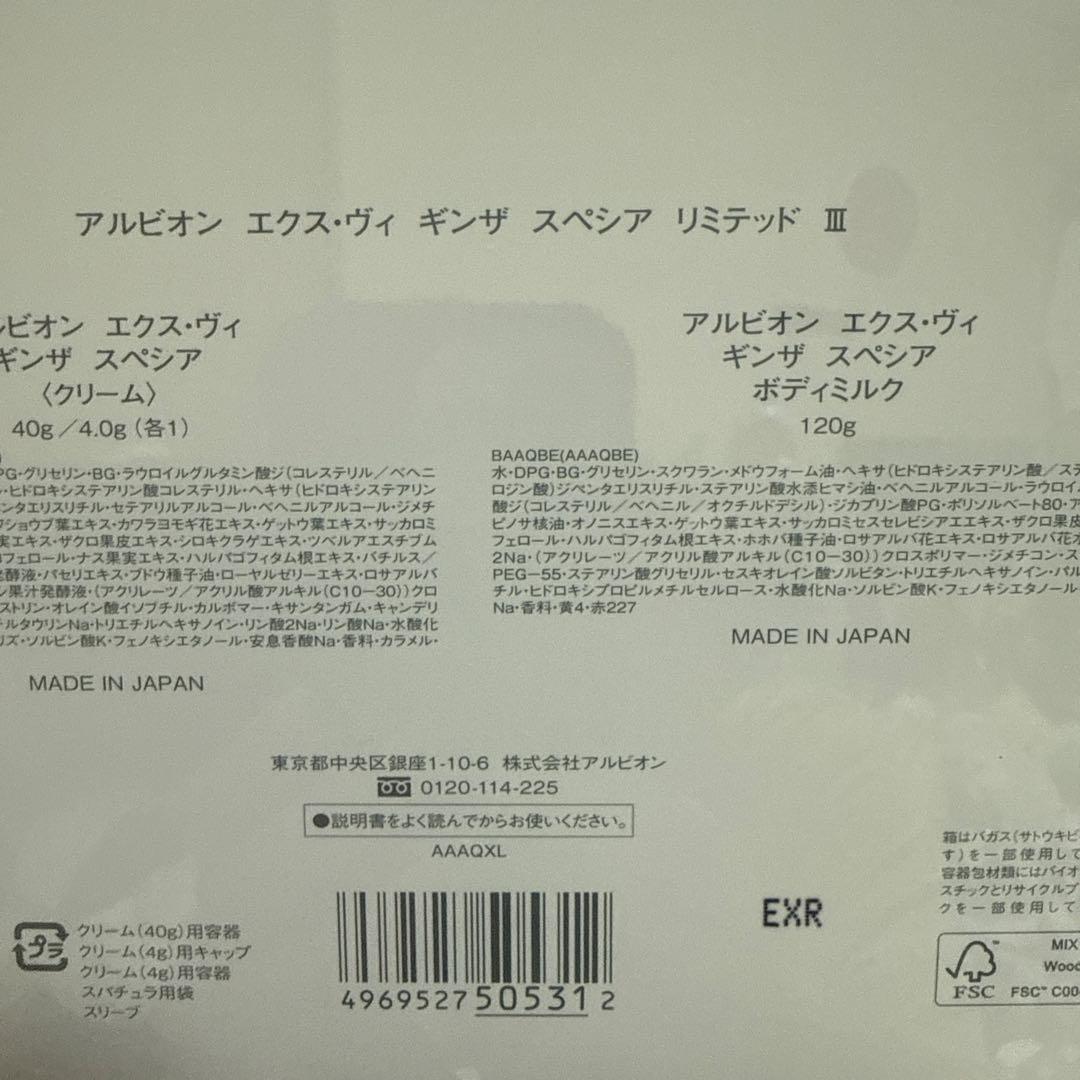 アルビオン エクス・ヴィ ギンザ スペシア リミテッド Ⅲ
ルビオン エクス・ヴィ
ギンザ スペシア
〈クリーム〉
40g／4.0g（各1）
PG・グリセリン・BG・ラウロイルグルタミン酸ジ（コレステリル／ベヘニ
・ヒドロキシステアリン酸コレステリル・ヘキサ（ヒドロキシステアリン
ンタエリスリチル・セテアリルアルコール・ベヘニルアルコール・ジメチ
ショウブ葉エキス・カワラヨモギ花エキス・ゲットウ葉エキス・サッカロミ
実エキス・ザクロ果皮エキス・シロキクラゲエキス・ツベルアエスチブム
フェロール・ナス果実エキス・ハルパゴフィタム根エキス・バチルス／
発酵液・パセリエキス・ブドウ種子油・ローヤルゼリーエキス・ロサアルバ
ン果汁発酵液・（アクリレーツ／アクリル酸アルキル（C10−30））クロ
ストリン・オレイン酸イソブチル・カルボマー・キサンタンガム・キャンデリ
ルタウリンNa・トリエチルヘキサノイン・リン酸2Na・リン酸Na・水酸化
リズ・ソルビン酸K・フェノキシエタノール・安息香酸Na・香料・カラメル・
MADE IN JAPAN
アルビオン エクス・ヴィ
ギンザ スペシア
ボディミルク
120g
BAAQBE(AAAQBE)
水・DPG・BG・グリセリン・スクワラン・メドウフォーム油・ヘキサ（ヒドロキシステアリン酸／ステ
ロジン酸）ジペンタエリスリチル・ステアリン酸水添ヒマシ油・ベヘニルアルコール・ラウロイ
酸ジ（コレステリル／ベヘニル／オクチルドデシル）・ジカプリン酸PG・ポリソルベート80・ア
ピノサ核油・オノニスエキス・ゲットウ葉エキス・サッカロミセスセレビシアエエキス・ザクロ果皮
フェロール・ハルパゴフィタム根エキス・ホホバ種子油・ロサアルバ花エキス・ロサアルバ花
2Na・（アクリレーツ／アクリル酸アルキル（C10−30））クロスポリマー・ジメチコン・ス
PEG−55・ステアリン酸グリセリル・セスキオレイン酸ソルビタン・トリエチルヘキサノイン・パル
チル・ヒドロキシプロピルメチルセルロース・水酸化Na・ソルビン酸K・フェノキシエタノール・
Na・香料・黄4・赤227
MADE IN JAPAN
東京都中央区銀座1-10-6 株式会社アルビオン
0120-114-225
●説明書をよく読んでからお使いください。
AAAQXL
4969527505312
EXR
プラ
クリーム（40g）用容器
クリーム（4g）用キャップ
クリーム（4g）用容器
スパチュラ用袋
スリーブ
箱はバガス（サトウキビ
す）を一部使用して
容器包材類にはバイオ
スチックとリサイクルプ
クを一部使用して
MIX
Wood
FSC™ C00
FSC